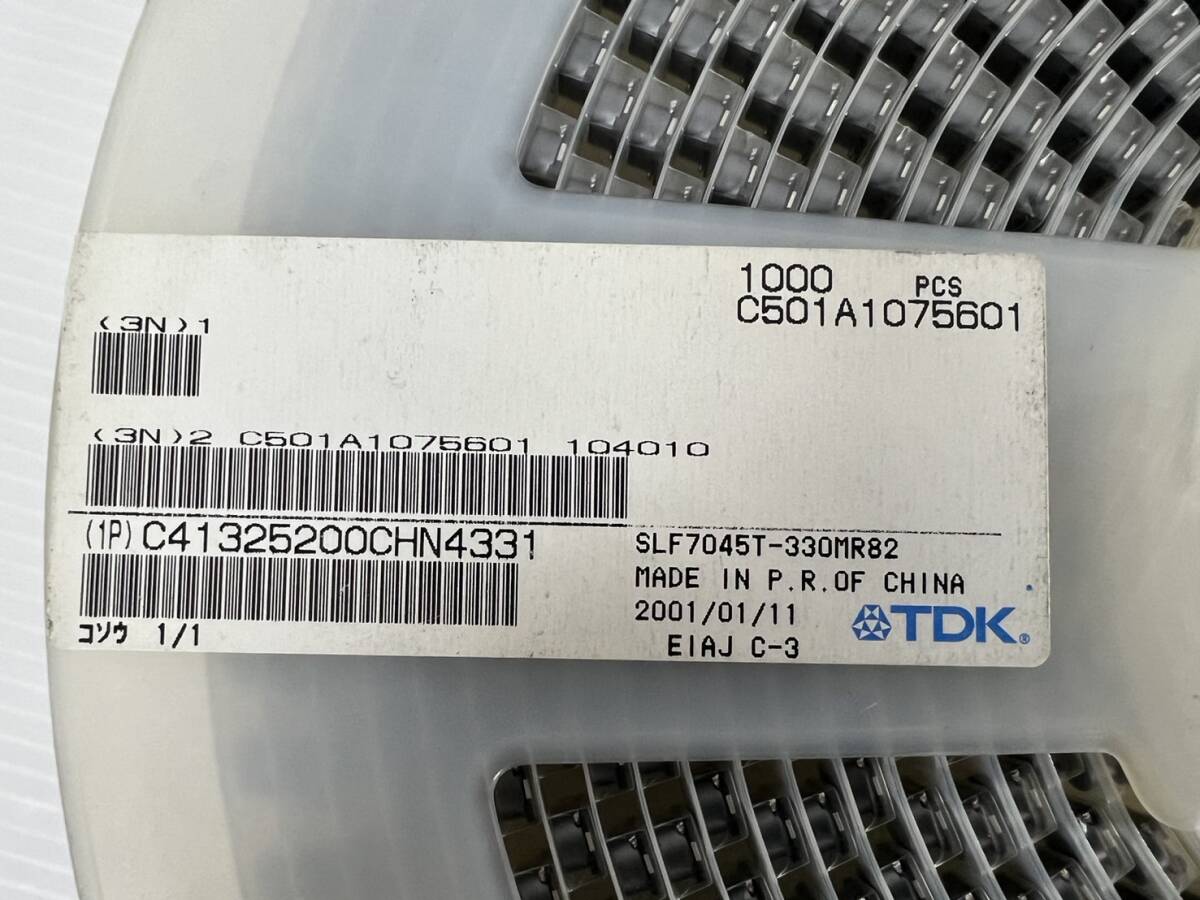 1000 PCS
C501A1075601
(3N)1
(3N)2 C501A1075601 104010
(1P) C41325200CHN4331
SLF7045T-330MR82
MADE IN P.R.OF CHINA
2001/01/11
TDK®
コソウ 1/1
EIAJ C-3